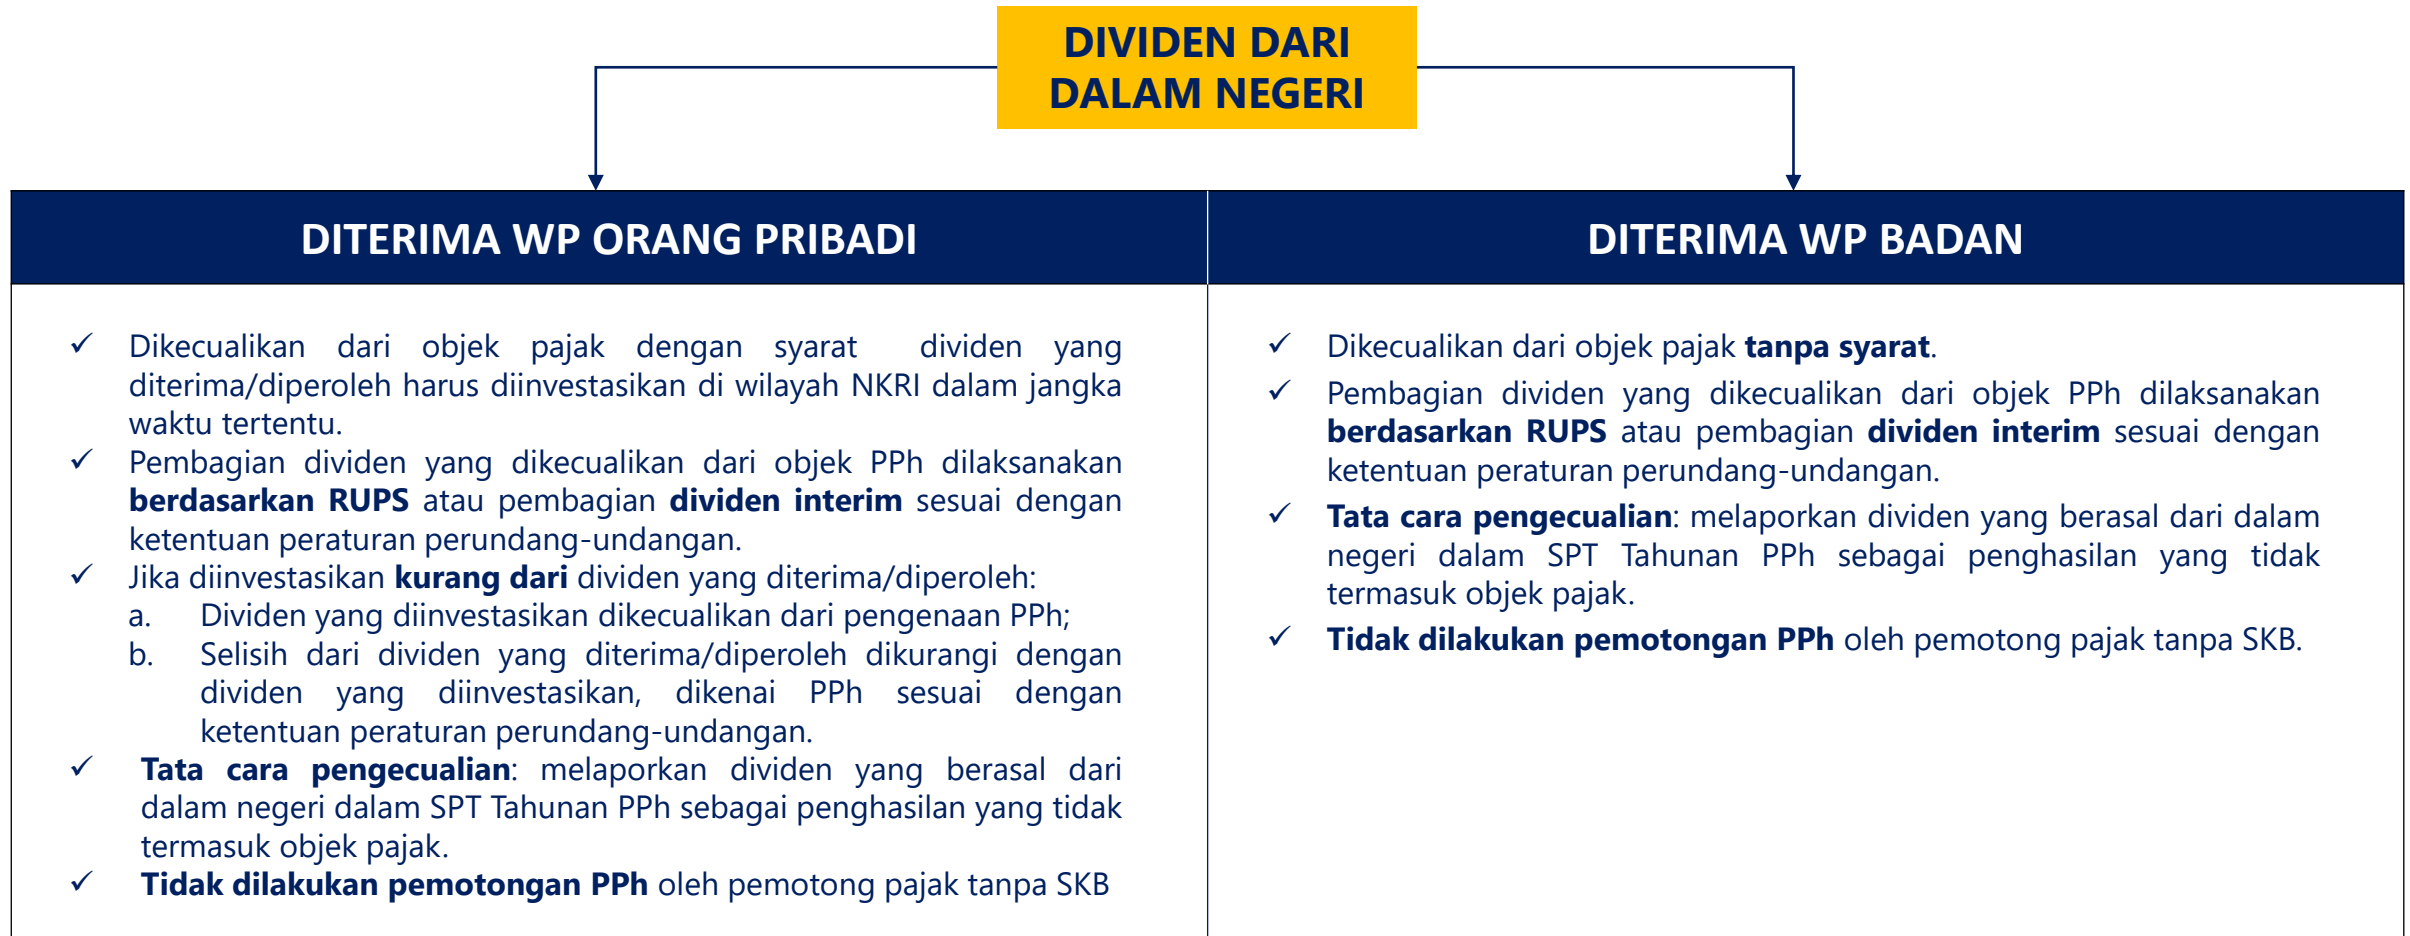 DIVIDEN DARI
DALAM NEGERI
DITERIMA WP ORANG PRIBADI
✓ Dikecualikan dari objek pajak dengan syarat dividen yang
diterima/diperoleh harus diinvestasikan di wilayah NKRI dalam jangka
waktu tertentu.
✓ Pembagian dividen yang dikecualikan dari objek PPh dilaksanakan
berdasarkan RUPS atau pembagian dividen interim sesuai dengan
ketentuan peraturan perundang-undangan.
✓ Jika diinvestasikan kurang dari dividen yang diterima/diperoleh:
a. Dividen yang diinvestasikan dikecualikan dari pengenaan PPh;
b. Selisih dari dividen yang diterima/diperoleh dikurangi dengan
dividen yang diinvestasikan, dikenai PPh sesuai dengan
ketentuan peraturan perundang-undangan.
✓ Tata cara pengecualian: melaporkan dividen yang berasal dari
dalam negeri dalam SPT Tahunan PPh sebagai penghasilan yang tidak
termasuk objek pajak.
✓ Tidak dilakukan pemotongan PPh oleh pemotong pajak tanpa SKB
DITERIMA WP BADAN
✓ Dikecualikan dari objek pajak tanpa syarat.
✓ Pembagian dividen yang dikecualikan dari objek PPh dilaksanakan
berdasarkan RUPS atau pembagian dividen interim sesuai dengan
ketentuan peraturan perundang-undangan.
✓ Tata cara pengecualian: melaporkan dividen yang berasal dari dalam
negeri dalam SPT Tahunan PPh sebagai penghasilan yang tidak
termasuk objek pajak.
✓ Tidak dilakukan pemotongan PPh oleh pemotong pajak tanpa SKB.